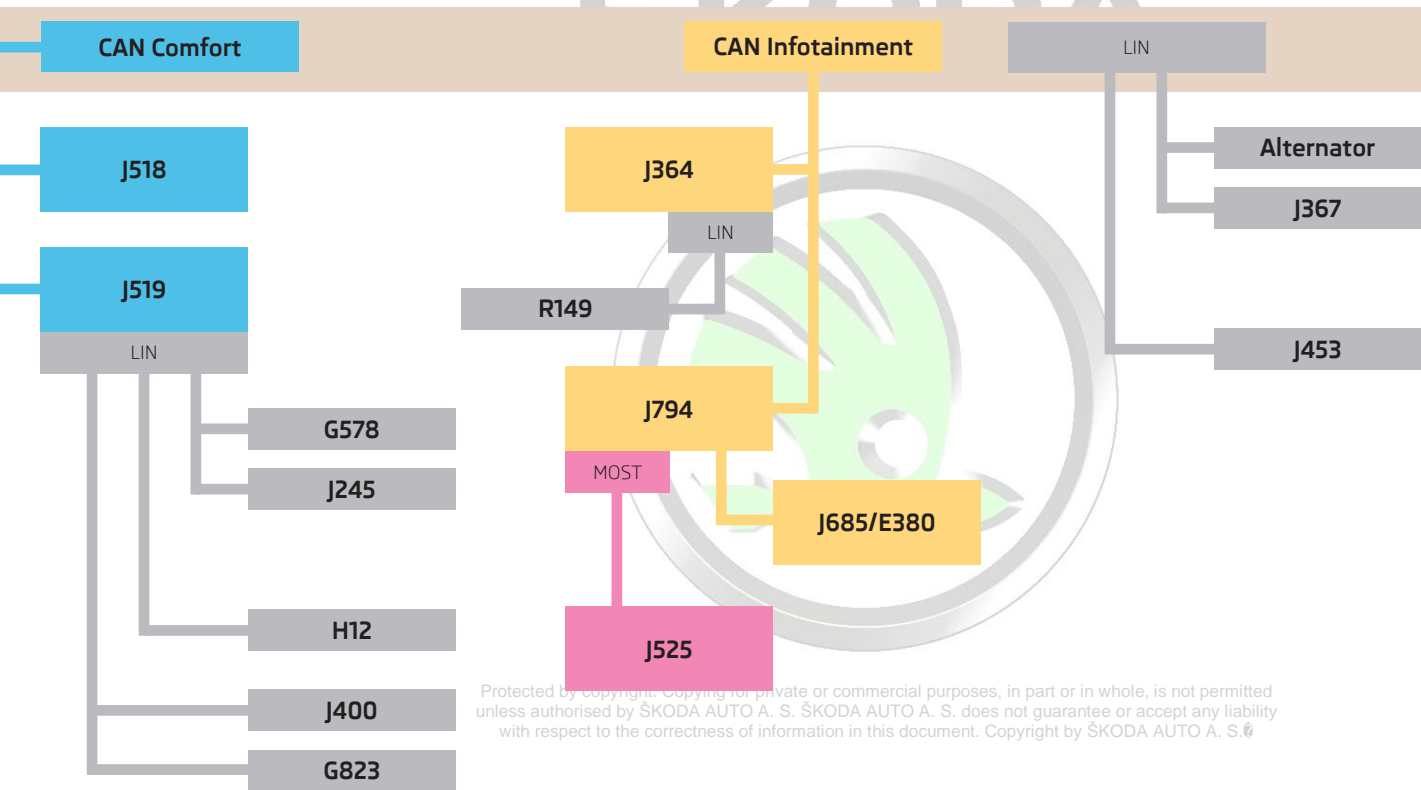 ŠKODA
CAN Comfort
CAN Infotainment
LIN
J518
J364
Alternator
LIN
J367
J519
R149
LIN
J453
J794
G578
MOST
J245
J685/E380
H12
J525
Protected by copyright. Copying for private or commercial purposes, in part or in whole, is not permitted
J400
unless authorised by ŠKODA AUTO A. S. ŠKODA AUTO A. S. does not guarantee or accept any liability
with respect to the correctness of information in this document. Copyright by ŠKODA AUTO A. S.
G823